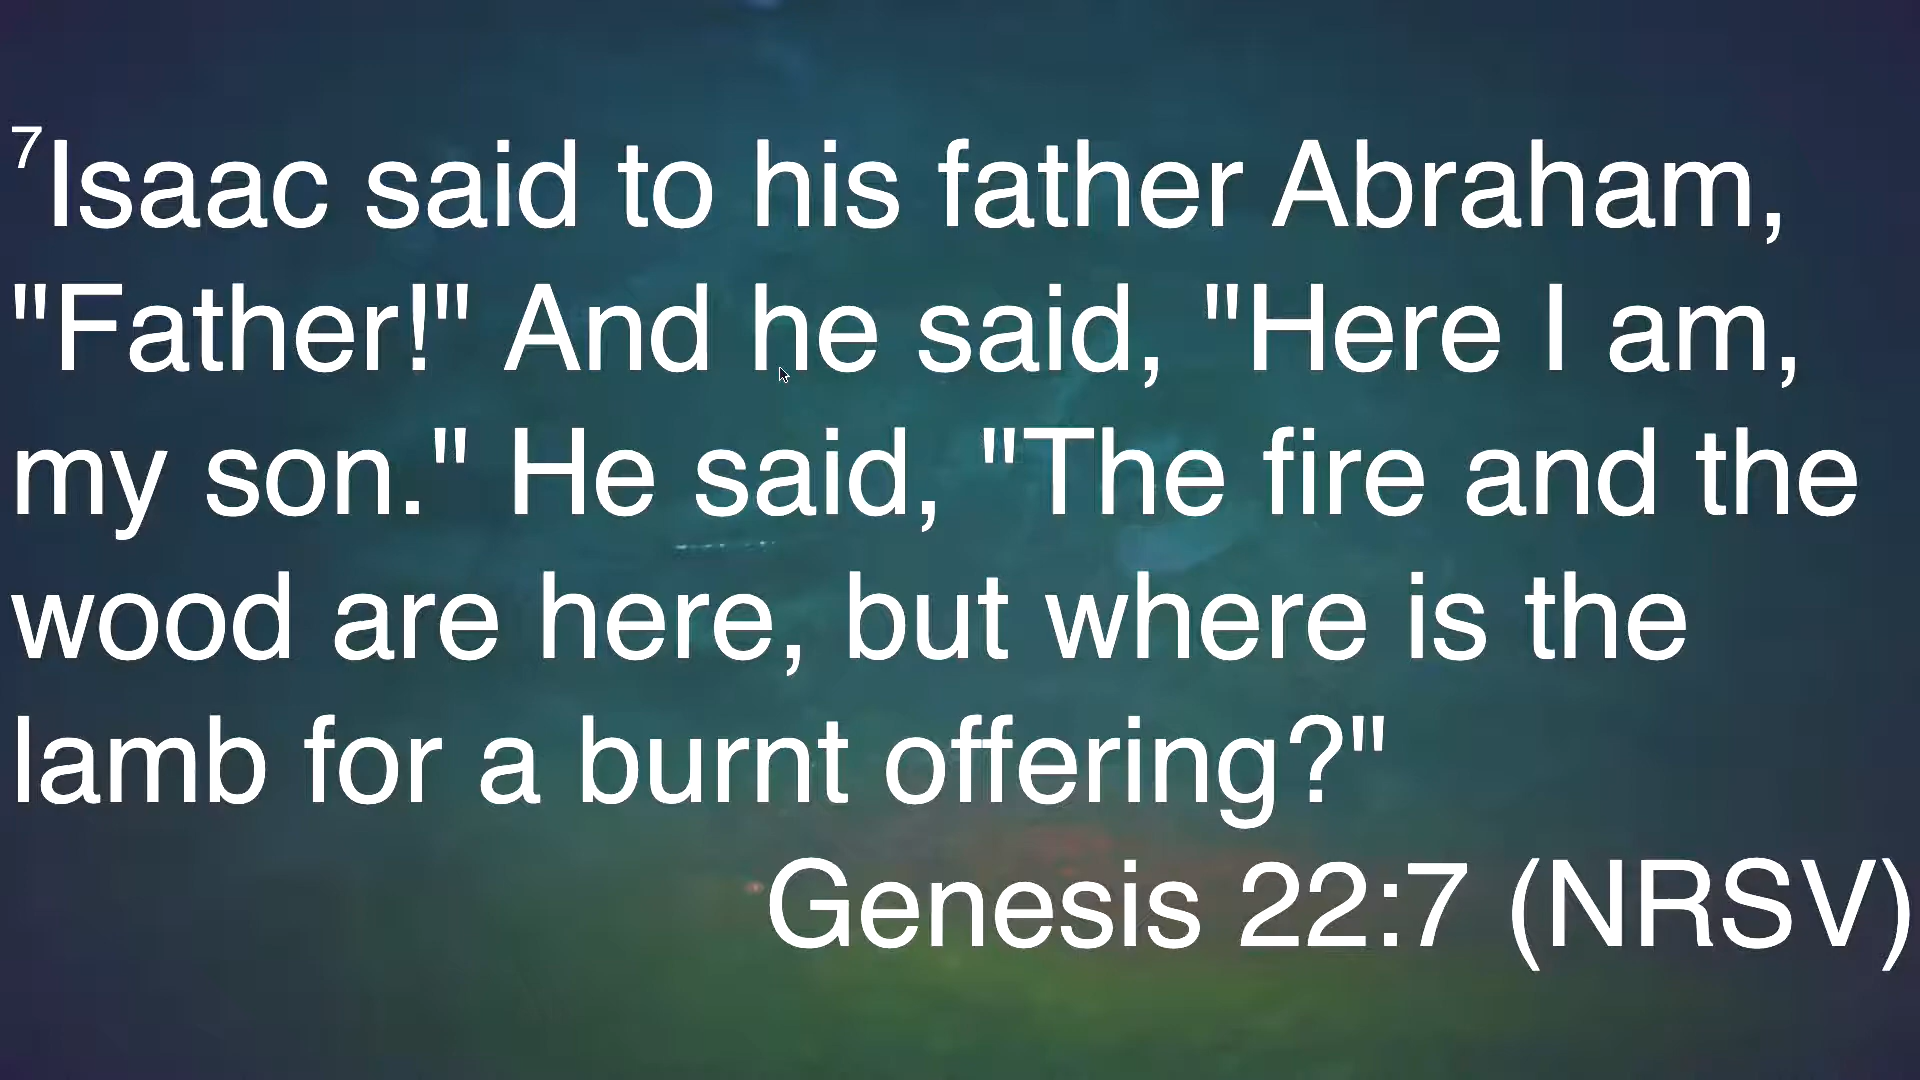 7Isaac said to his father Abraham,
"Father!" And he said, "Here I am,
my son." He said, "The fire and the
wood are here, but where is the
lamb for a burnt offering?"
Genesis 22:7 (NRSV)